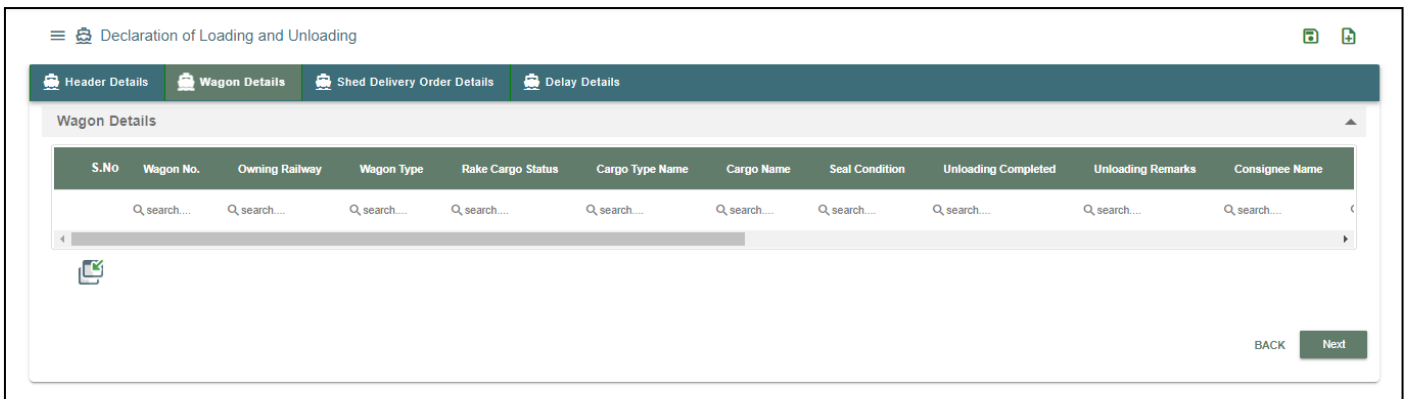 Declaration of Loading and Unloading
Header Details Wagon Details Shed Delivery Order Details Delay Details
Wagon Details
S.No Wagon No. Owning Railway Wagon Type Rake Cargo Status Cargo Type Name Cargo Name Seal Condition Unloading Completed Unloading Remarks Consignee Name
search.... search.... search.... search.... search.... search.... search.... search.... search.... search....
BACK Next